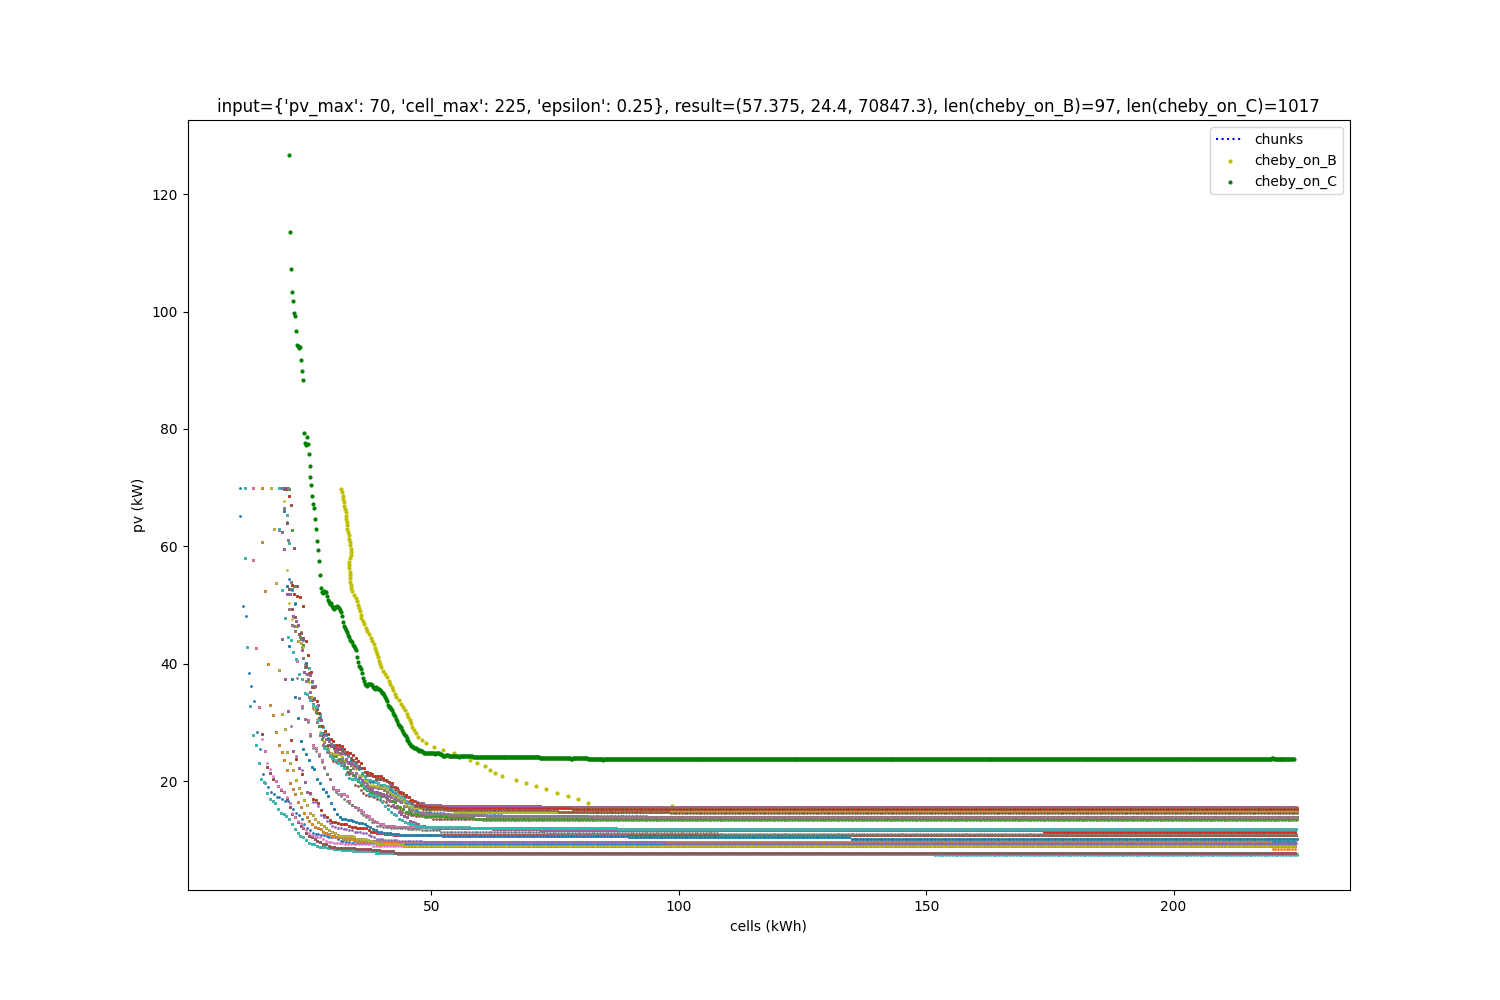 input={'pv_max': 70, 'cell_max': 225, 'epsilon': 0.25}, result=(57.375, 24.4, 70847.3), len(cheby_on_B)=97, len(cheby_on_C)=1017
chunks
cheby_on_B
cheby_on_C
120
100
80
60
40
20
pv (kW)
50
100
150
200
cells (kWh)